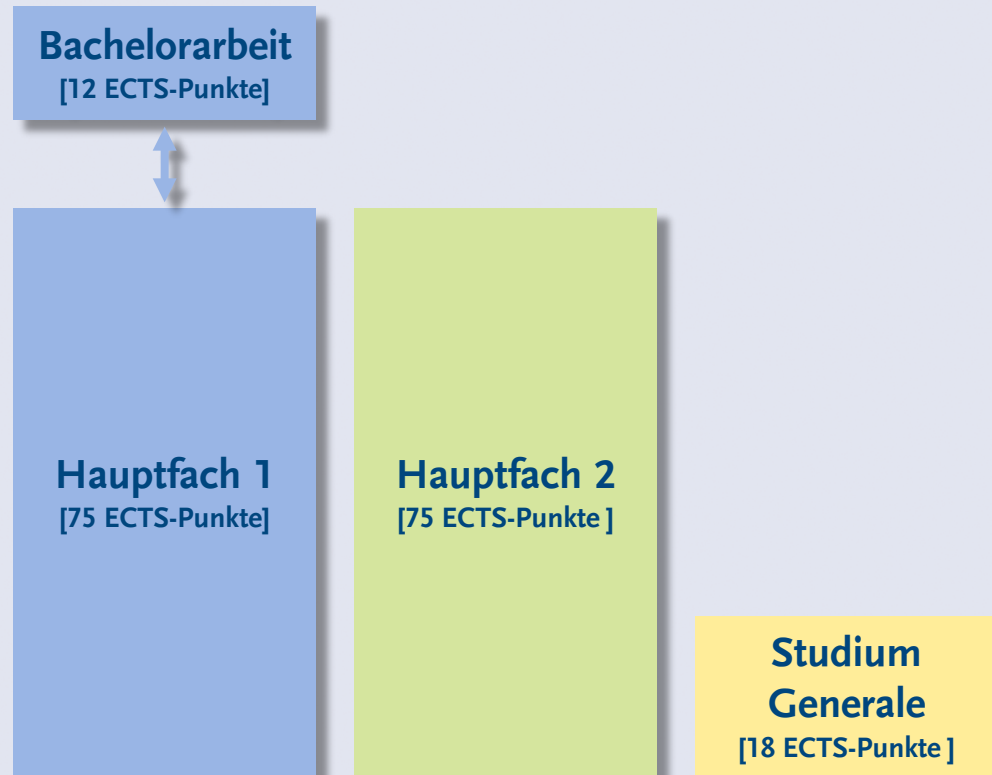 Bachelorarbeit
[12 ECTS-Punkte]
Hauptfach 1
[75 ECTS-Punkte]
Hauptfach 2
[75 ECTS-Punkte ]
Studium
Generale
[18 ECTS-Punkte ]